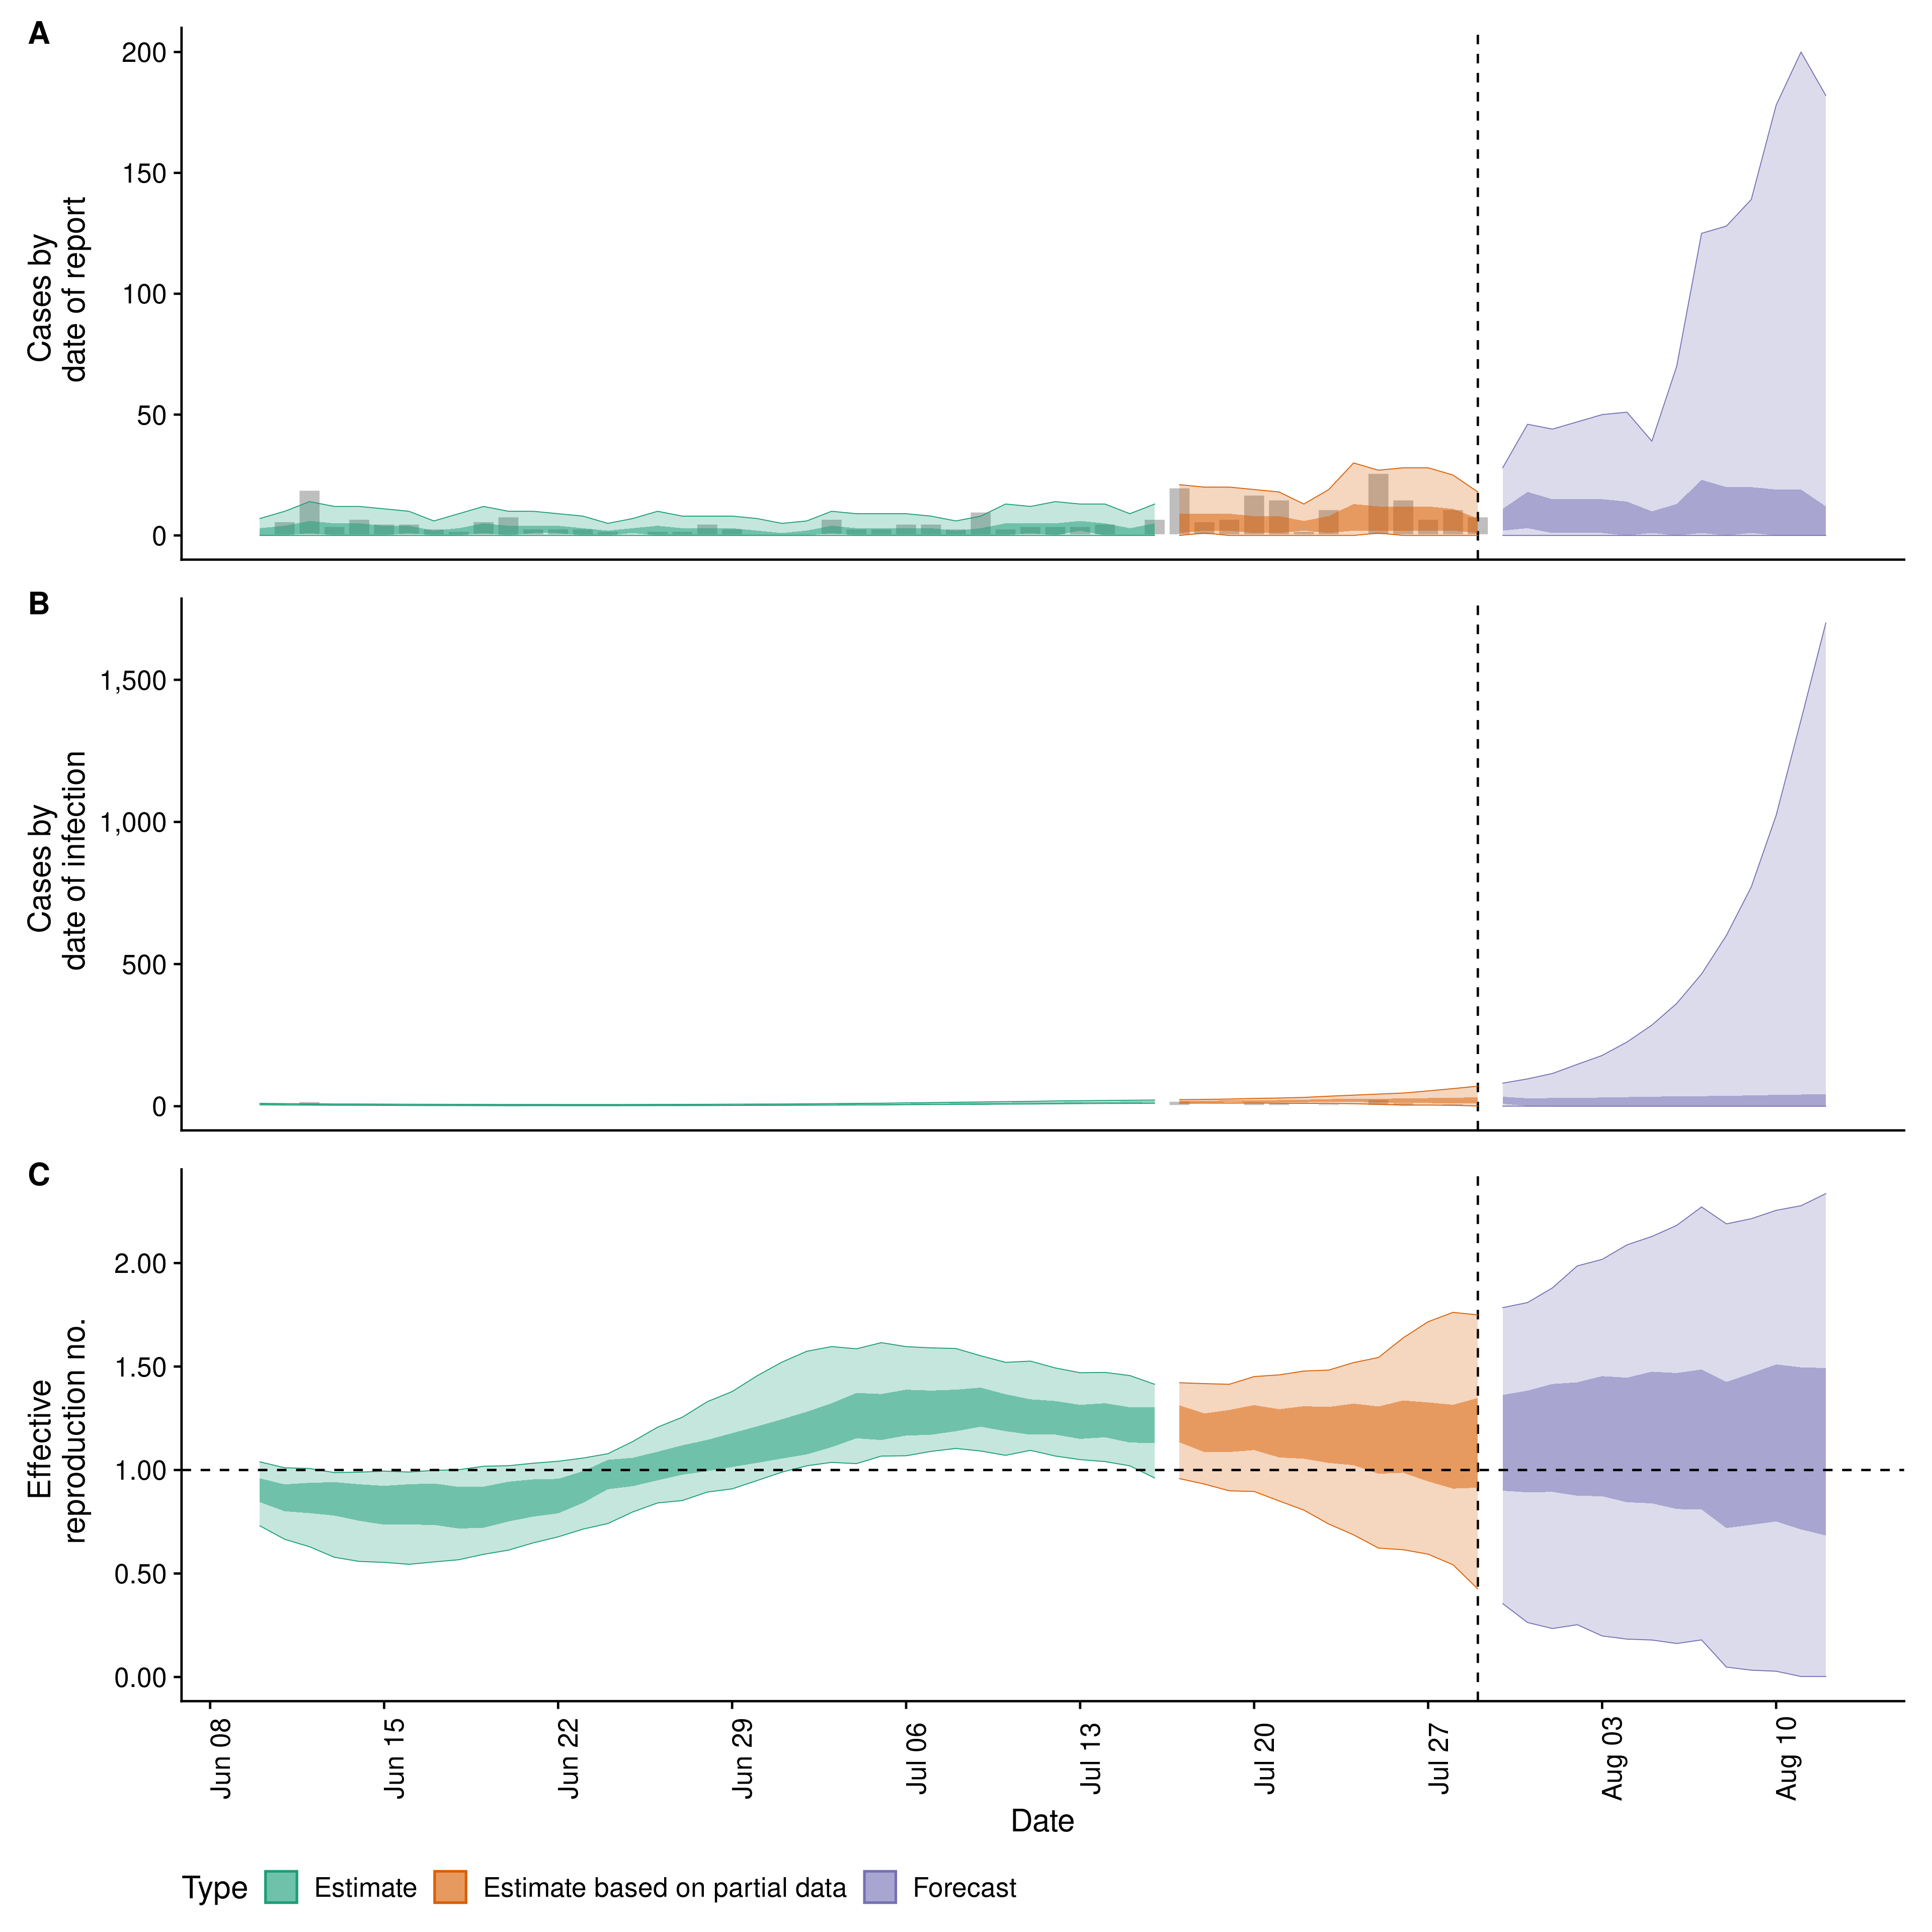 A
200
150
100
50
0
Cases by
date of report
B
1,500
1,000
500
0
Cases by
date of infection
C
2.00
1.50
1.00
0.50
0.00
Effective
reproduction no.
Jun 08
Jun 15
Jun 22
Jun 29
Jul 06
Jul 13
Jul 20
Jul 27
Aug 03
Aug 10
Date
Type Estimate Estimate based on partial data Forecast